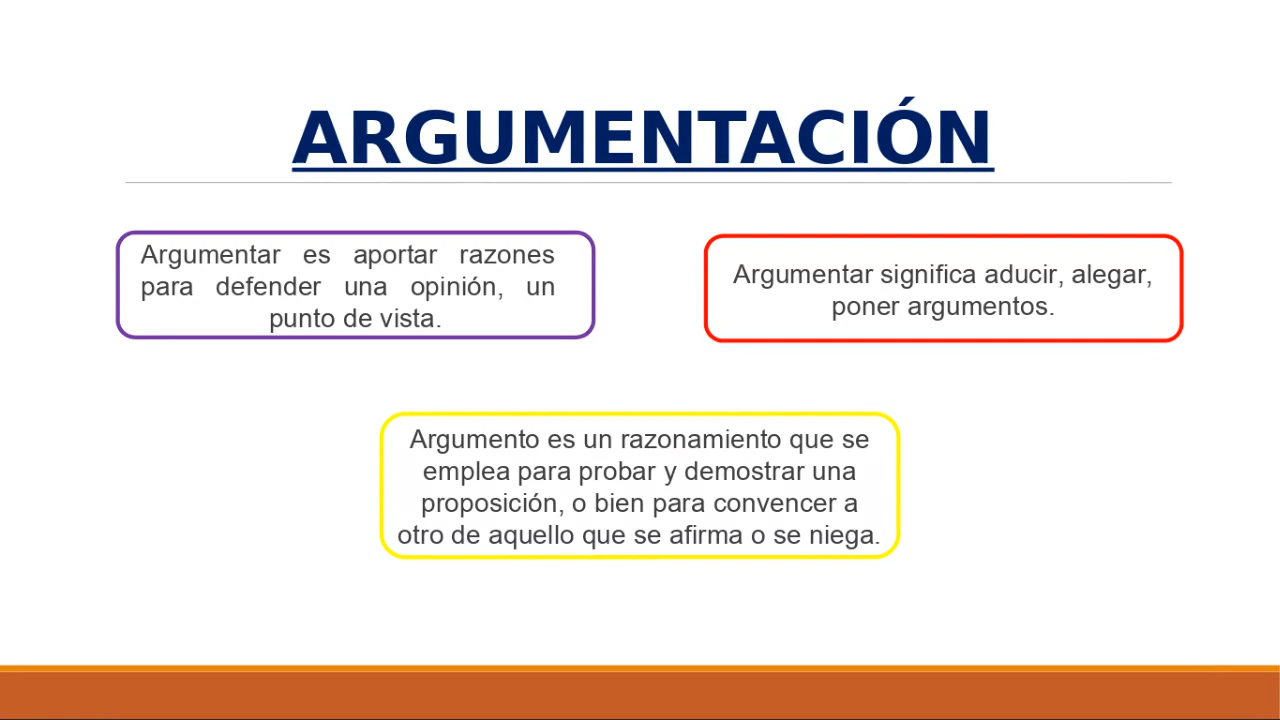 ARGUMENTACIÓN
Argumentar es aportar razones
para defender una opinión, un
punto de vista.
Argumentar significa aducir, alegar,
poner argumentos.
Argumento es un razonamiento que se
emplea para probar y demostrar una
proposición, o bien para convencer a
otro de aquello que se afirma o se niega.